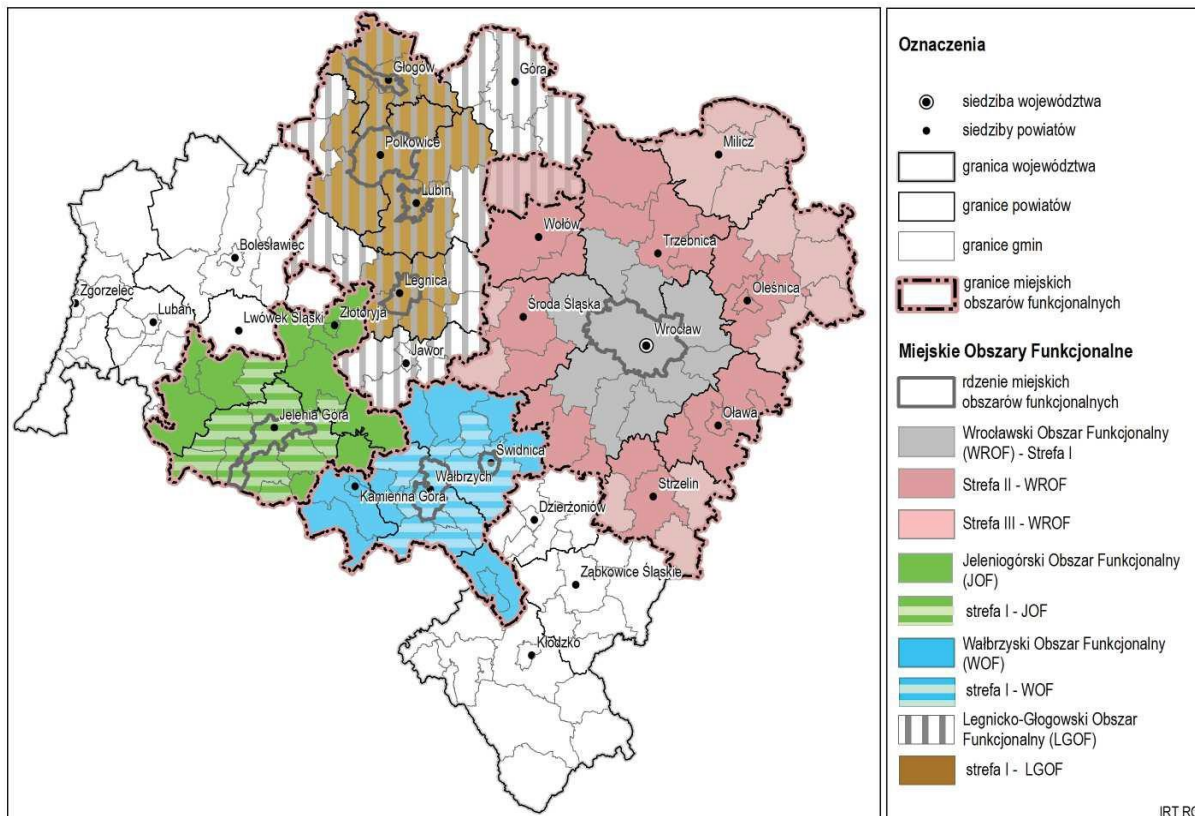 Głogów
Góra
Polkowice
Milicz
Lubin
Wołów
Trzebnica
Bolesławiec
Legnica
Oleśnica
Zgorzelec
Środa Śląska
Lubań
Lwówek Śląski
Złotoryja
Wrocław
Jawor
Jelenia Góra
Oława
Świdnica
Wałbrzych
Kamienna Góra
Strzelin
Dzierżoniów
Ząbkowice Śląskie
Kłodzko
Oznaczenia
siedziba województwa
siedziby powiatów
granica województwa
granice powiatów
granice gmin
granice miejskich
obszarów funkcjonalnych
Miejskie Obszary Funkcjonalne
rdzenie miejskich
obszarów funkcjonalnych
Wrocławski Obszar Funkcjonalny
(WROF) - Strefa I
Strefa II - WROF
Strefa III - WROF
Jeleniogórski Obszar Funkcjonalny
(JOF)
strefa I - JOF
Wałbrzyski Obszar Funkcjonalny
(WOF)
strefa I - WOF
Legnicko-Głogowski Obszar
Funkcjonalny (LGOF)
strefa I - LGOF
IRT RC